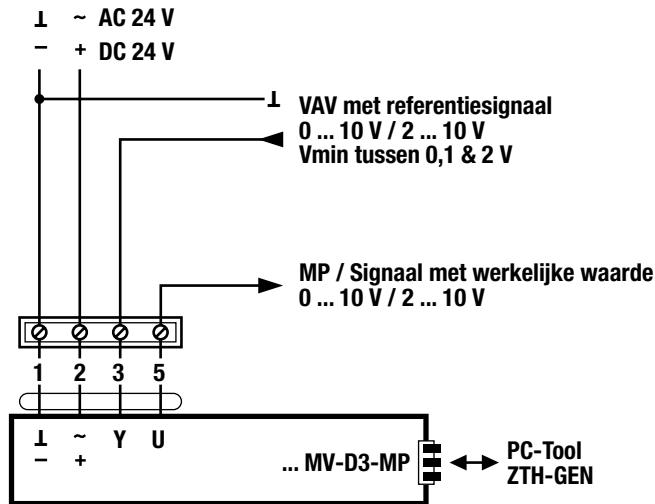 ⊥ ~ AC 24 V
– + DC 24 V
⊥ VAV met referentiesignaal
0 ... 10 V / 2 ... 10 V
Vmin tussen 0,1 & 2 V
MP / Signaal met werkelijke waarde
0 ... 10 V / 2 ... 10 V
1 2 3 5
⊥ ~ Y U
– +
... MV-D3-MP
PC-Tool
ZTH-GEN